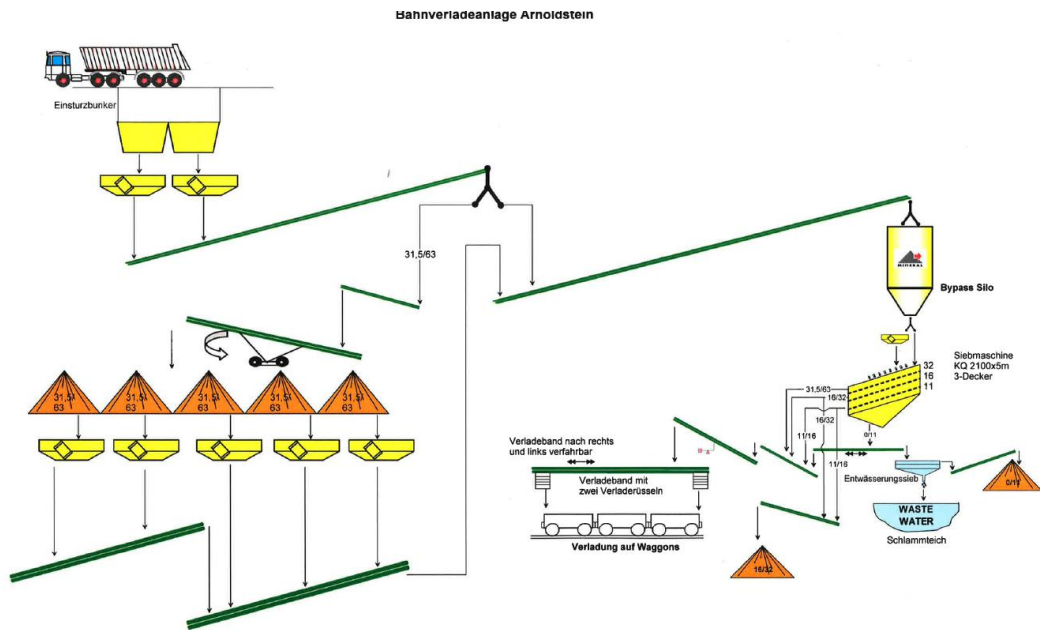 Bahnverladeanlage Arnoldstein
Einsturzbunker
31,5/63
MINERAL
Bypass Silo
Siebmaschine
KQ 2100x5m
3-Decker
32
16
11
31,5/63
16/32
16/32
11/16
0/11
11/16
31,5/
63
31,5/
63
31,5/
63
31,5/
63
31,5/
63
Verladeband nach rechts
und links verfahrbar
Verladeband mit
zwei Verladerüsseln
Verladung auf Waggons
Entwässerungssieb
0/11
WASTE
WATER
Schlammteich
16/32